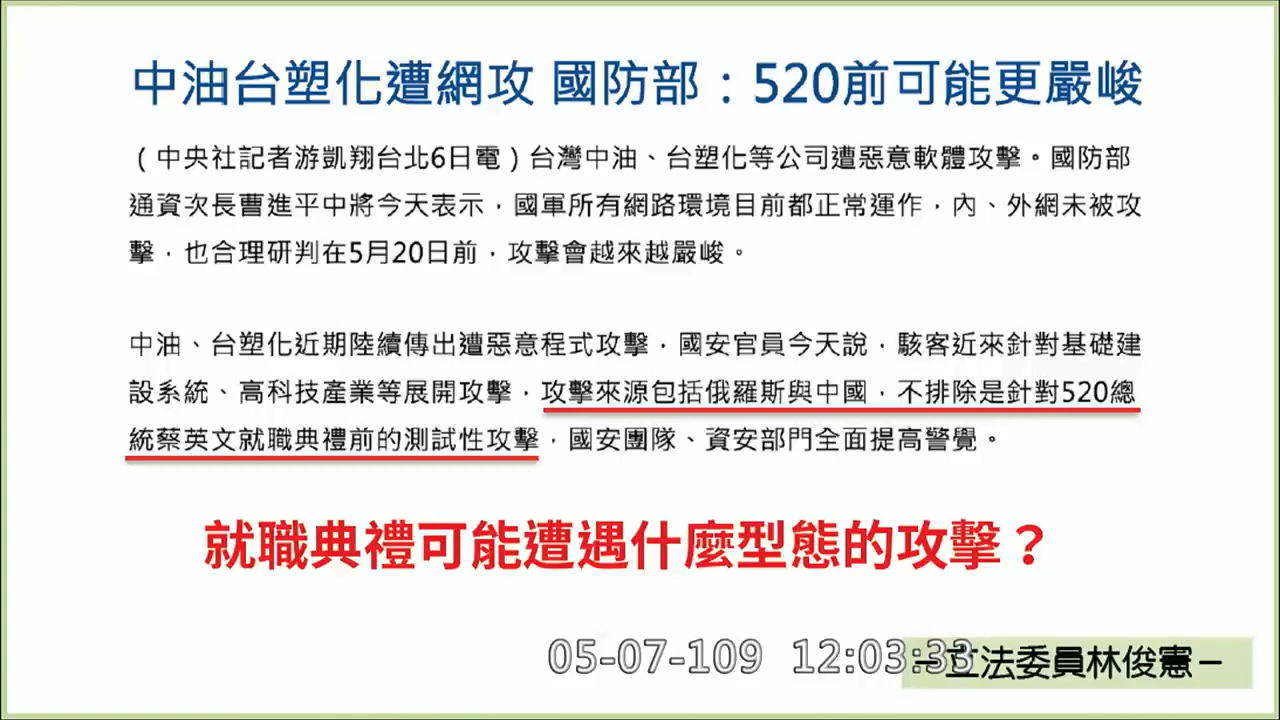 中油台塑化遭網攻 國防部：520前可能更嚴峻
（中央社記者游凱翔台北6日電）台灣中油、台塑化等公司遭惡意軟體攻擊。國防部
通資次長曹進平中將今天表示，國軍所有網路環境目前都正常運作，內、外網未被攻
擊，也合理研判在5月20日前，攻擊會越來越嚴峻。
中油、台塑化近期陸續傳出遭惡意程式攻擊，國安官員今天說，駭客近來針對基礎建
設系統、高科技產業等展開攻擊，攻擊來源包括俄羅斯與中國，不排除是針對520總
統蔡英文就職典禮前的測試性攻擊，國安團隊、資安部門全面提高警覺。
就職典禮可能遭遇什麼型態的攻擊？
05-07-109 12:03:33
－立法委員林俊憲－